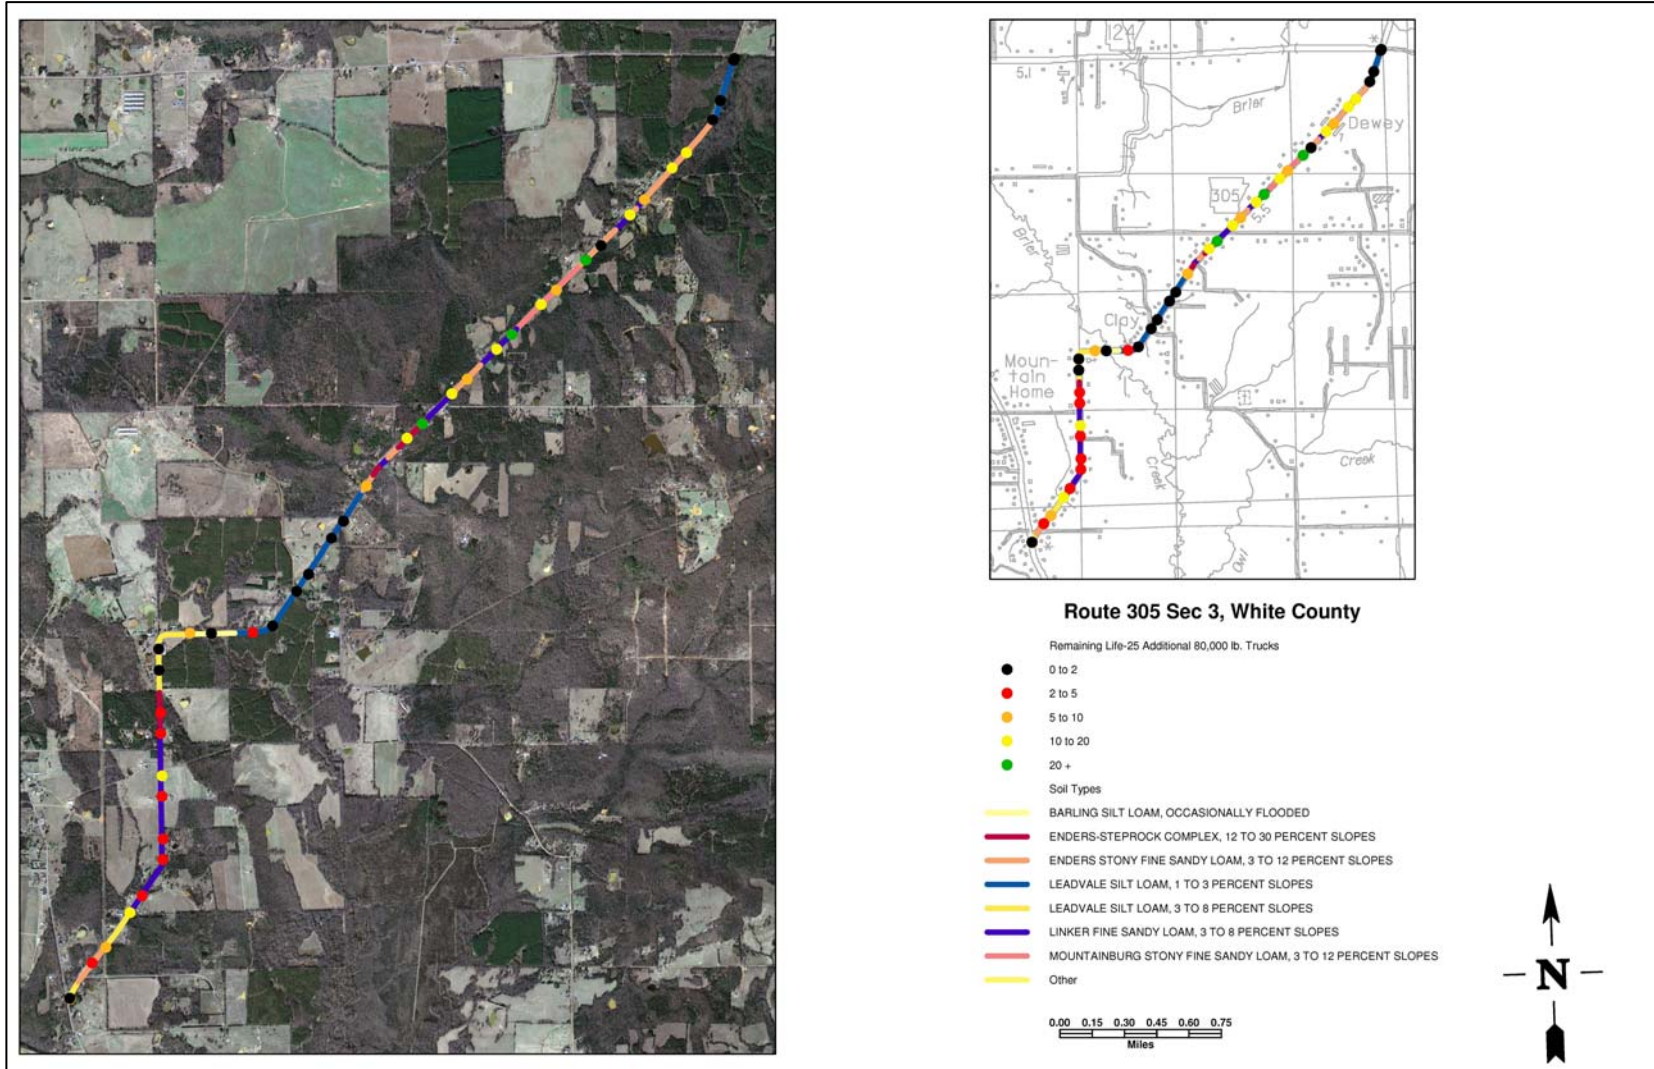 124
5.1
Brier
Dewey
305
5.5
Brier
Clay
Moun-
tain
Home
Creek
Creek
Owl
Route 305 Sec 3, White County
Remaining Life-25 Additional 80,000 lb. Trucks
0 to 2
2 to 5
5 to 10
10 to 20
20 +
Soil Types
BARLING SILT LOAM, OCCASIONALLY FLOODED
ENDERS-STEPROCK COMPLEX, 12 TO 30 PERCENT SLOPES
ENDERS STONY FINE SANDY LOAM, 3 TO 12 PERCENT SLOPES
LEADVALE SILT LOAM, 1 TO 3 PERCENT SLOPES
LEADVALE SILT LOAM, 3 TO 8 PERCENT SLOPES
LINKER FINE SANDY LOAM, 3 TO 8 PERCENT SLOPES
MOUNTAINBURG STONY FINE SANDY LOAM, 3 TO 12 PERCENT SLOPES
Other
N
0.00 0.15 0.30 0.45 0.60 0.75
Miles